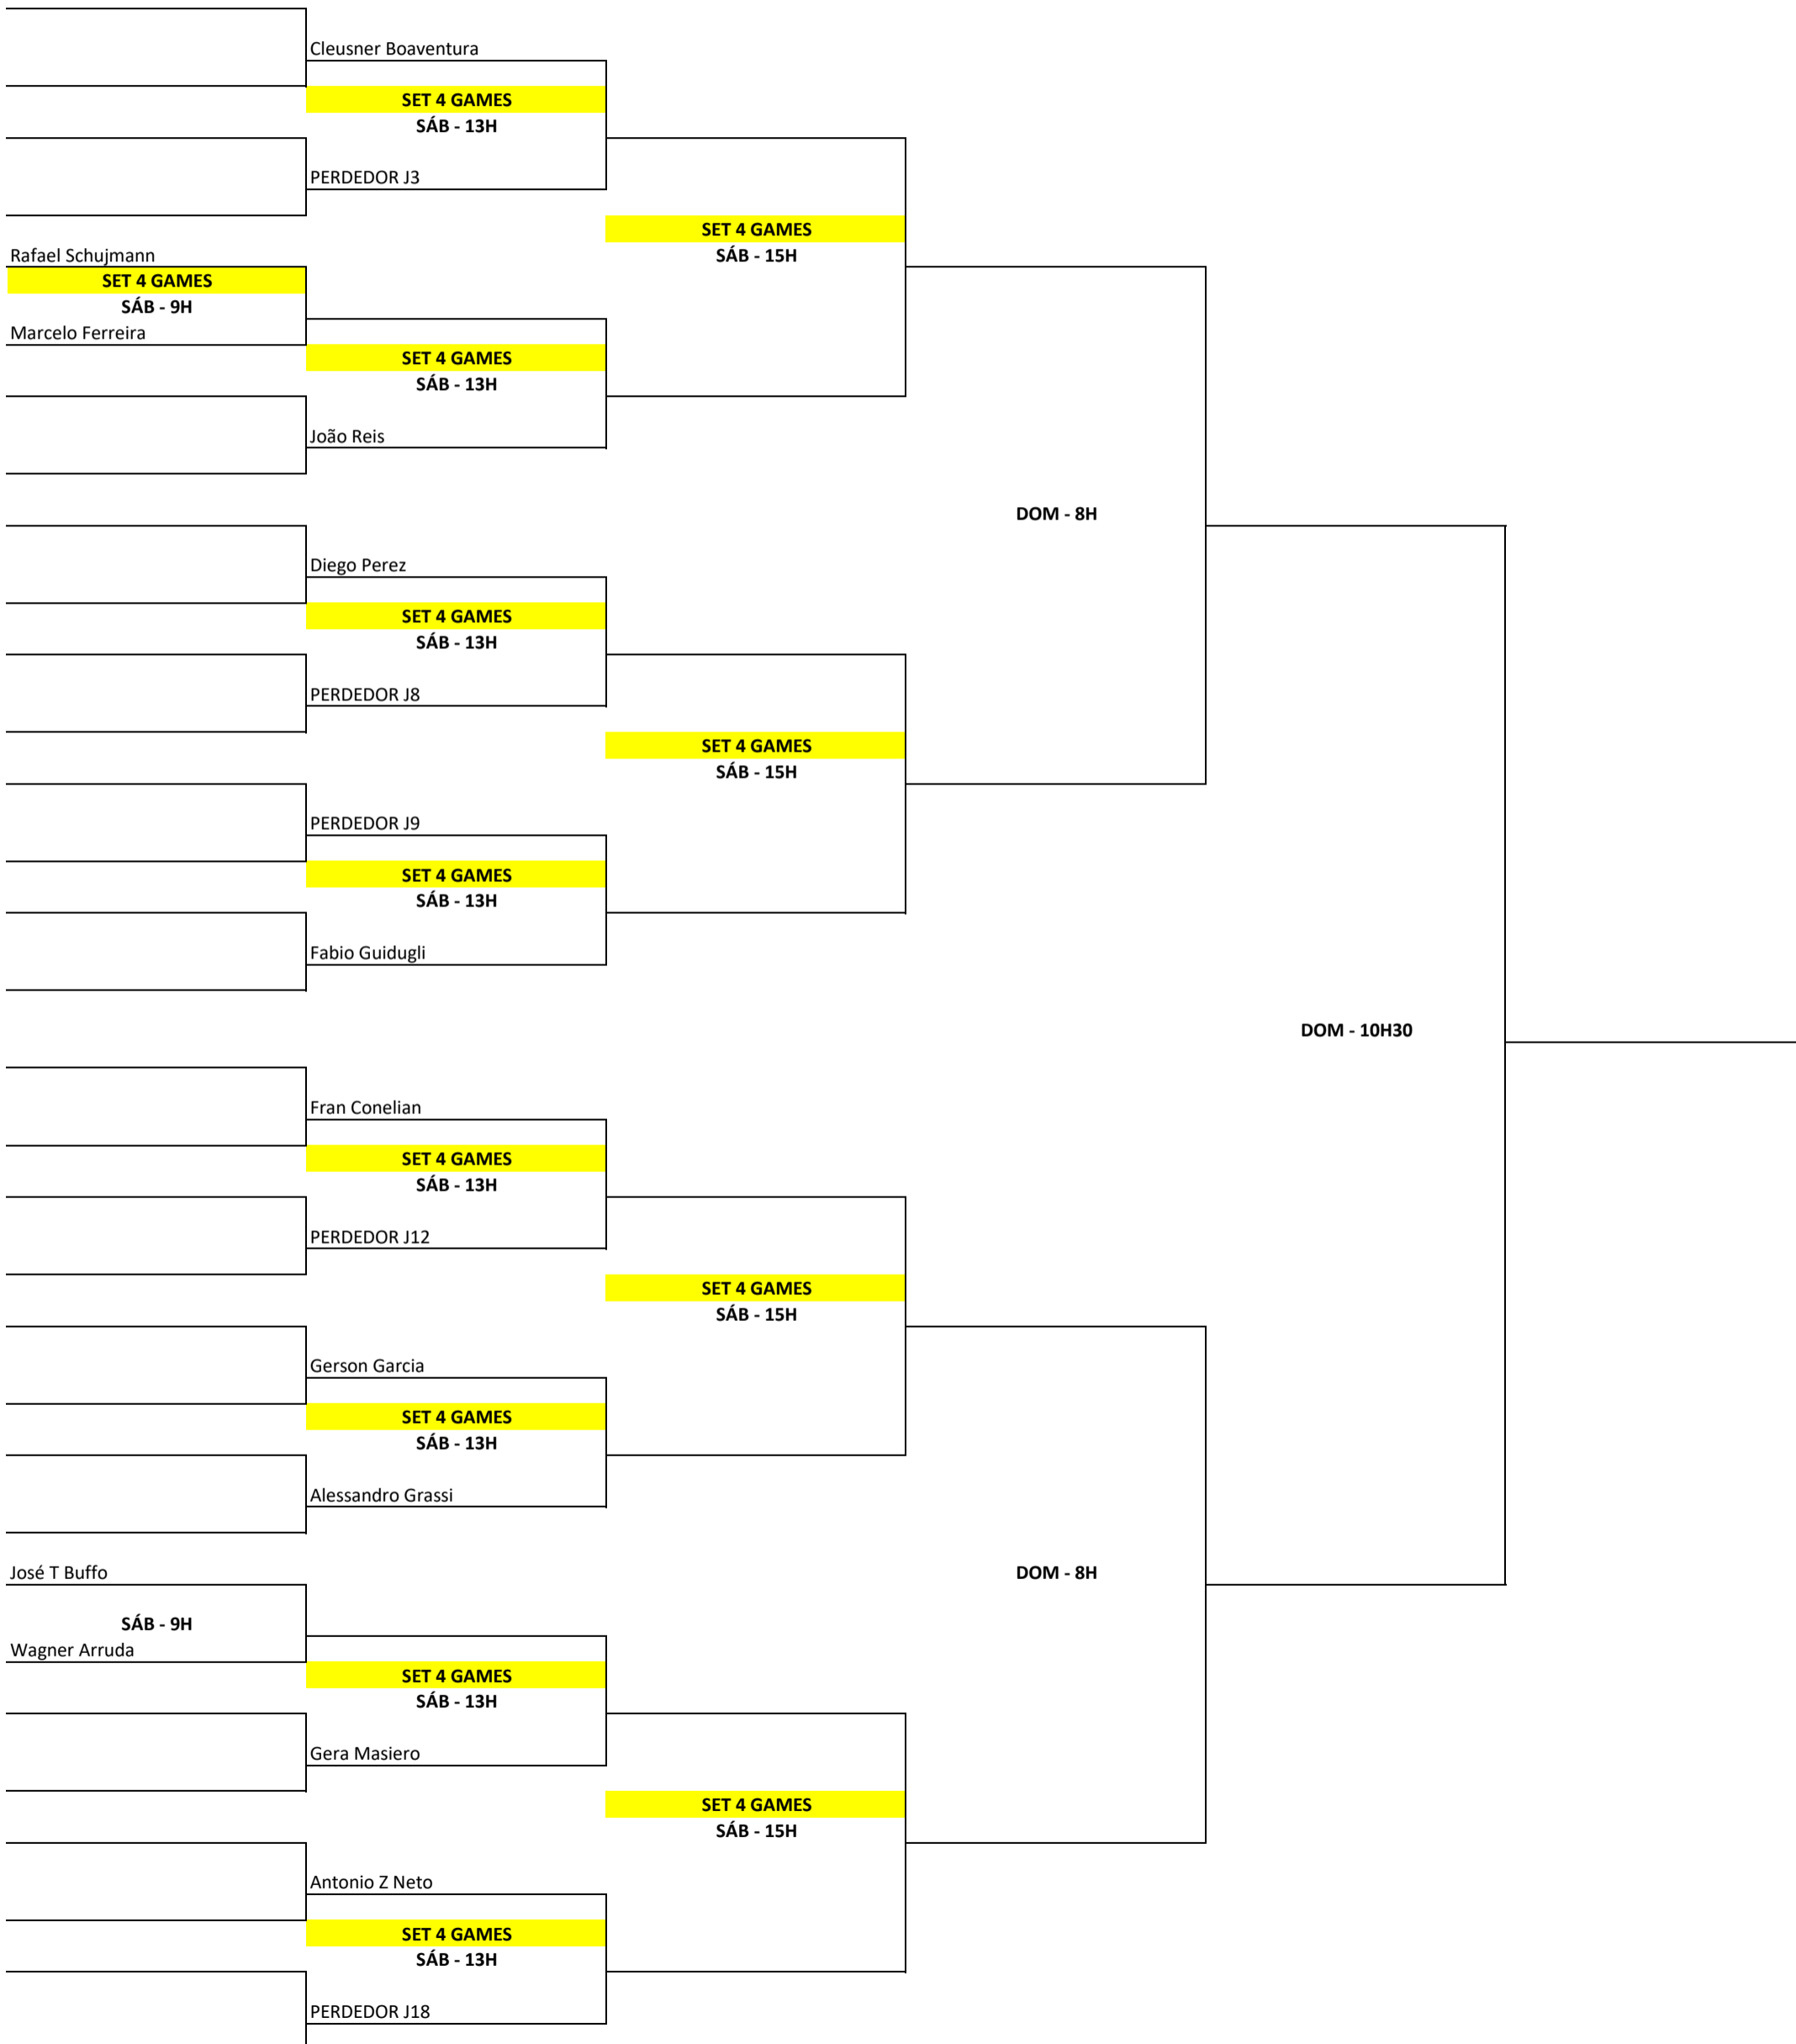 Cleusner Boaventura
SET 4 GAMES
SÁB - 13H
PERDEDOR J3
SET 4 GAMES
SÁB - 15H
Rafael Schujmann
SET 4 GAMES
SÁB - 9H
Marcelo Ferreira
SET 4 GAMES
SÁB - 13H
João Reis
DOM - 8H
Diego Perez
SET 4 GAMES
SÁB - 13H
PERDEDOR J8
SET 4 GAMES
SÁB - 15H
PERDEDOR J9
SET 4 GAMES
SÁB - 13H
Fabio Guidugli
DOM - 10H30
Fran Conelian
SET 4 GAMES
SÁB - 13H
PERDEDOR J12
SET 4 GAMES
SÁB - 15H
Gerson Garcia
SET 4 GAMES
SÁB - 13H
Alessandro Grassi
José T Buffo
DOM - 8H
SÁB - 9H
Wagner Arruda
SET 4 GAMES
SÁB - 13H
Gera Masiero
SET 4 GAMES
SÁB - 15H
Antonio Z Neto
SET 4 GAMES
SÁB - 13H
PERDEDOR J18